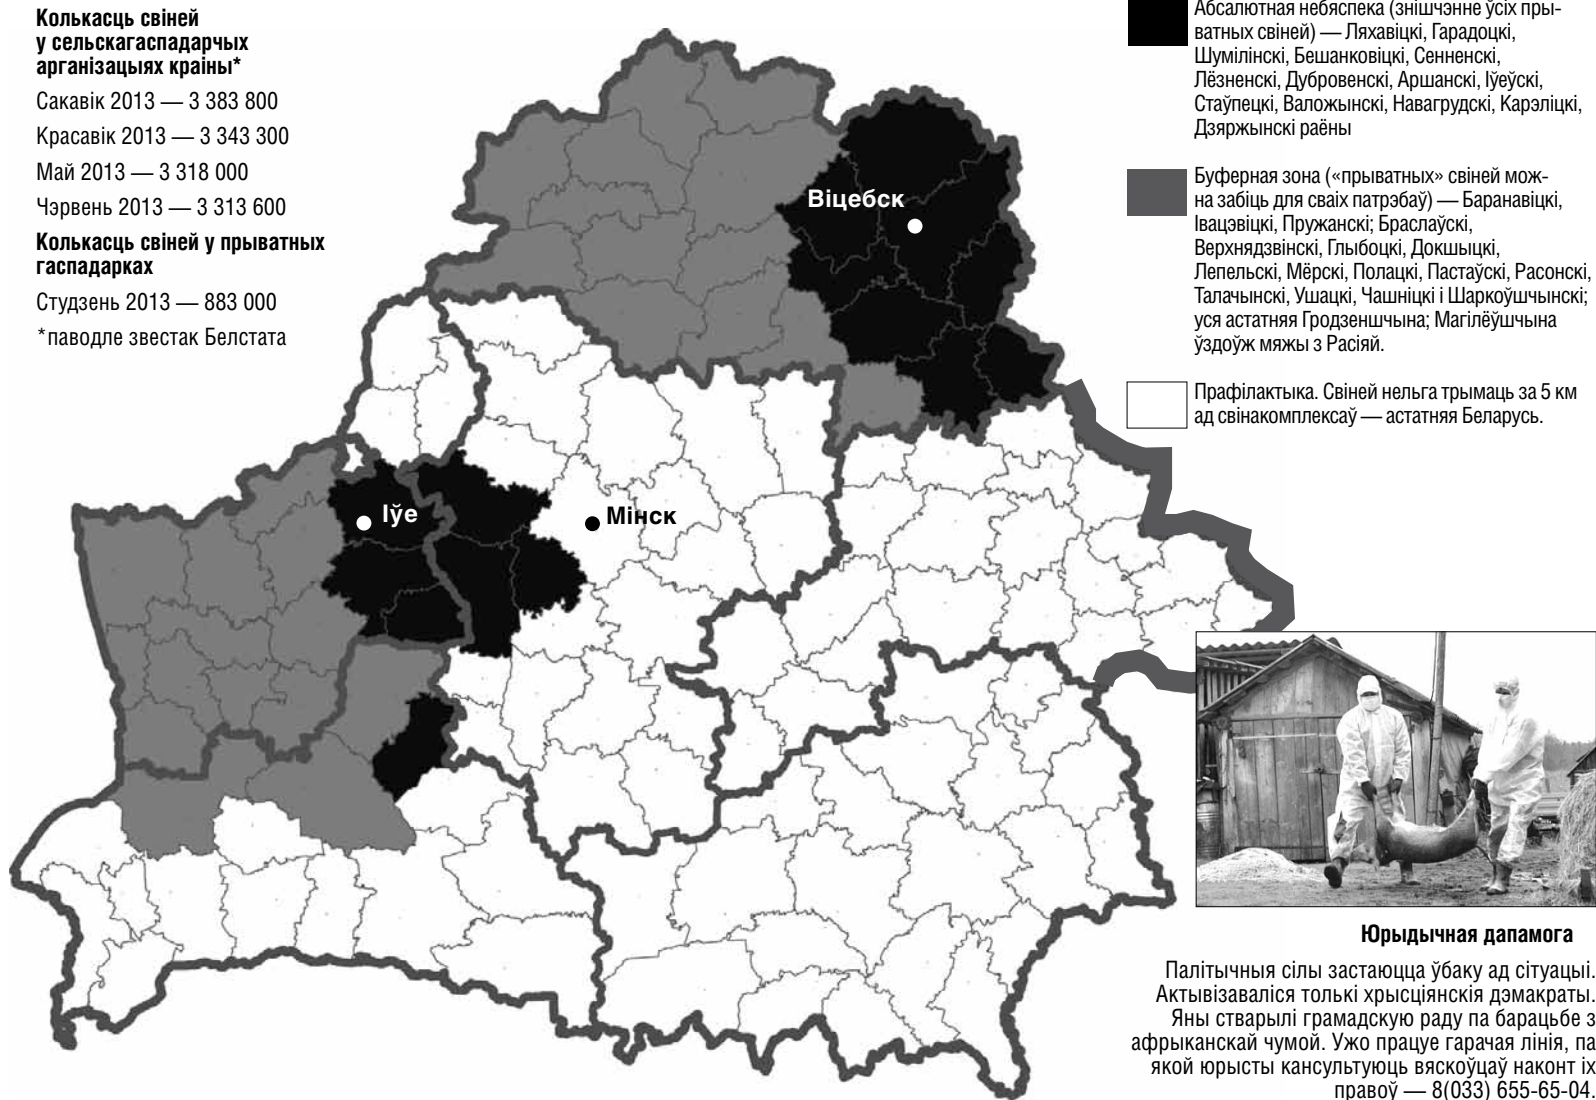 Колькасць свіней
у сельскагаспадарчых
арганізацыях краіны*
Сакавік 2013 — 3 383 800
Красавік 2013 — 3 343 300
Май 2013 — 3 318 000
Чэрвень 2013 — 3 313 600
Колькасць свіней у прыватных
гаспадарках
Студзень 2013 — 883 000
*паводле звестак Белстата
Віцебск
Іўе
Мінск
Абсалютная небяспека (знішчэнне ўсіх пры-
ватных свіней) — Ляхавіцкі, Гарадоцкі,
Шумілінскі, Бешанковіцкі, Сенненскі,
Лёзненскі, Дубровенскі, Аршанскі, Іўеўскі,
Стаўпецкі, Валожынскі, Навагрудскі, Карэліцкі,
Дзяржынскі раёны
Буферная зона («прыватных» свіней мож-
на забіць для сваіх патрэбаў) — Баранавіцкі,
Івацэвіцкі, Пружанскі; Браслаўскі,
Верхнядзвінскі, Глыбоцкі, Докшыцкі,
Лепельскі, Мёрскі, Полацкі, Пастаўскі, Расонскі,
Талачынскі, Ушацкі, Чашніцкі і Шаркоўшчынскі;
уся астатняя Гродзеншчына; Магілёўшчына
ўздоўж мяжы з Расіяй.
Прафілактыка. Свіней нельга трымаць за 5 км
ад свінакомплексаў — астатняя Беларусь.
Юрыдычная дапамога
Палітычныя сілы застаюцца ўбаку ад сітуацыі.
Актывізаваліся толькі хрысціянскія дэмакраты.
Яны стварылі грамадскую раду па барацьбе з
афрыканскай чумой. Ужо працуе гарачая лінія, па
якой юрысты кансультуюць вяскоўцаў наконт іх
правоў — 8(033) 655-65-04.